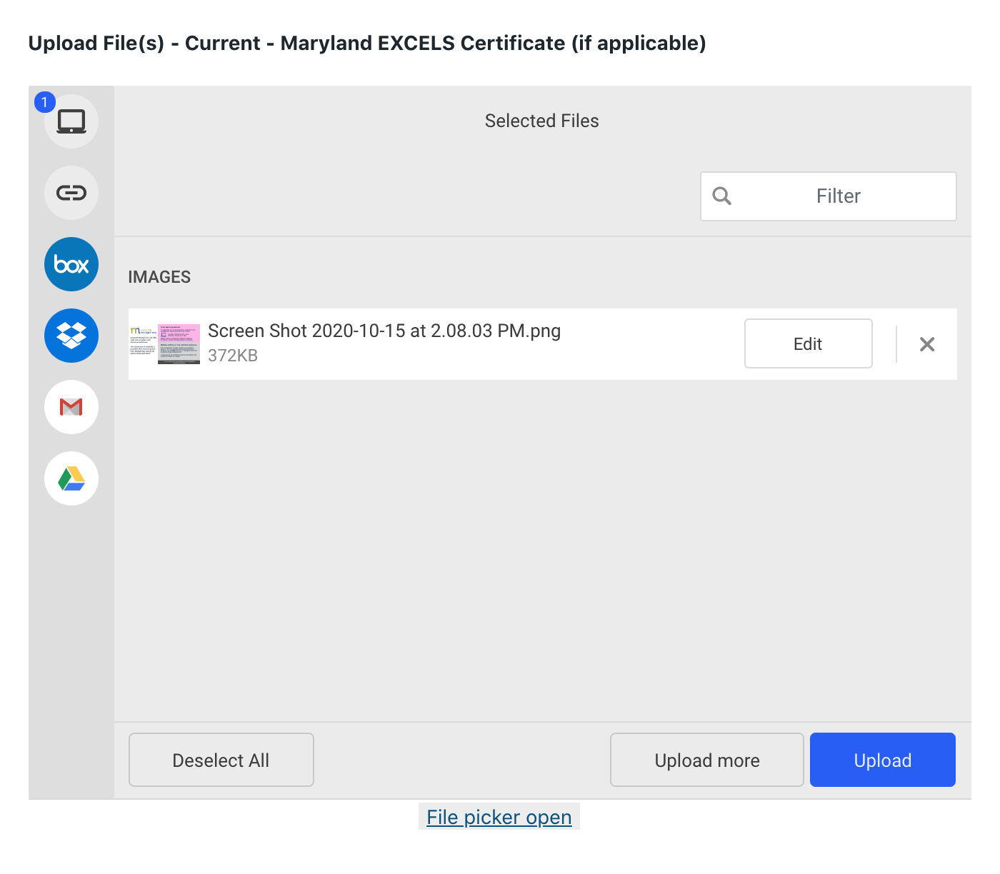 Upload File(s) - Current - Maryland EXCELS Certificate (if applicable)
1
Selected Files
Filter
box
IMAGES
Screen Shot 2020-10-15 at 2.08.03 PM.png
372KB
Edit
Deselect All
Upload more
Upload
File picker open